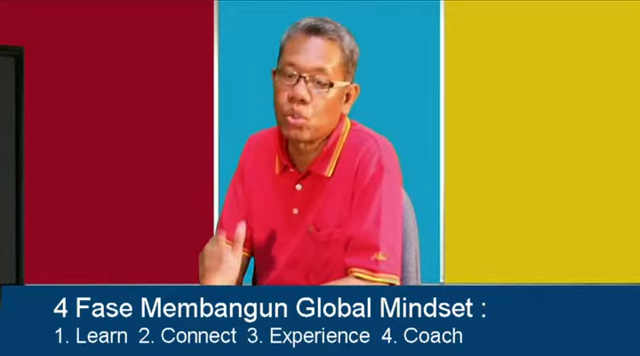 4 Fase Membangun Global Mindset :
1. Learn 2. Connect 3. Experience 4. Coach